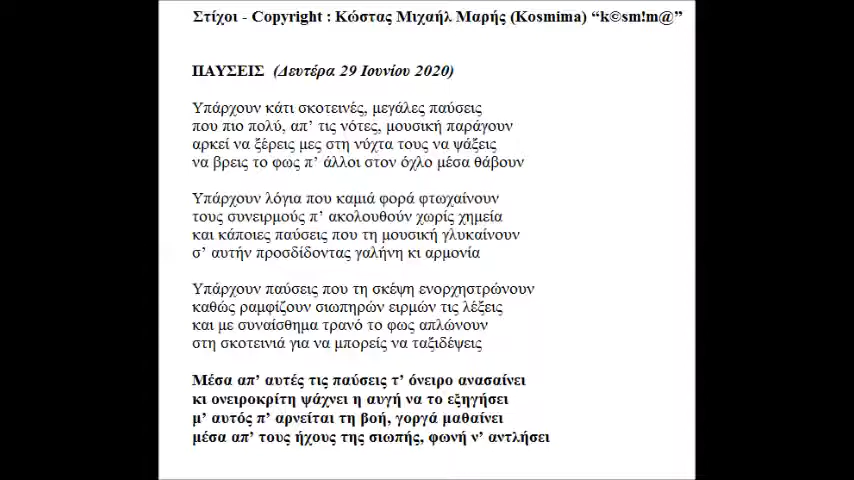 Στίχοι - Copyright : Κώστας Μιχαήλ Μαρής (Kosmima) “k©sm!m@”
ΠΑΥΣΕΙΣ (Δευτέρα 29 Ιουνίου 2020)
Υπάρχουν κάτι σκοτεινές, μεγάλες παύσεις
που πιο πολύ, απ’ τις νότες, μουσική παράγουν
αρκεί να ξέρεις μες στη νύχτα τους να ψάξεις
να βρεις το φως π’ άλλοι στον όχλο μέσα θάβουν
Υπάρχουν λόγια που καμιά φορά φτωχαίνουν
τους συνειρμούς π’ ακολουθούν χωρίς χημεία
και κάποιες παύσεις που τη μουσική γλυκαίνουν
σ’ αυτήν προσδίδοντας γαλήνη κι αρμονία
Υπάρχουν παύσεις που τη σκέψη ενορχηστρώνουν
καθώς ραμφίζουν σιωπηρών ειρμών τις λέξεις
και με συναίσθημα τρανό το φως απλώνουν
στη σκοτεινιά για να μπορείς να ταξιδέψεις
Μέσα απ’ αυτές τις παύσεις τ’ όνειρο ανασαίνει
κι ονειροκρίτη ψάχνει η αυγή να το εξηγήσει
μ’ αυτός π’ αρνείται τη βοή, γοργά μαθαίνει
μέσα απ’ τους ήχους της σιωπής, φωνή ν’ αντλήσει